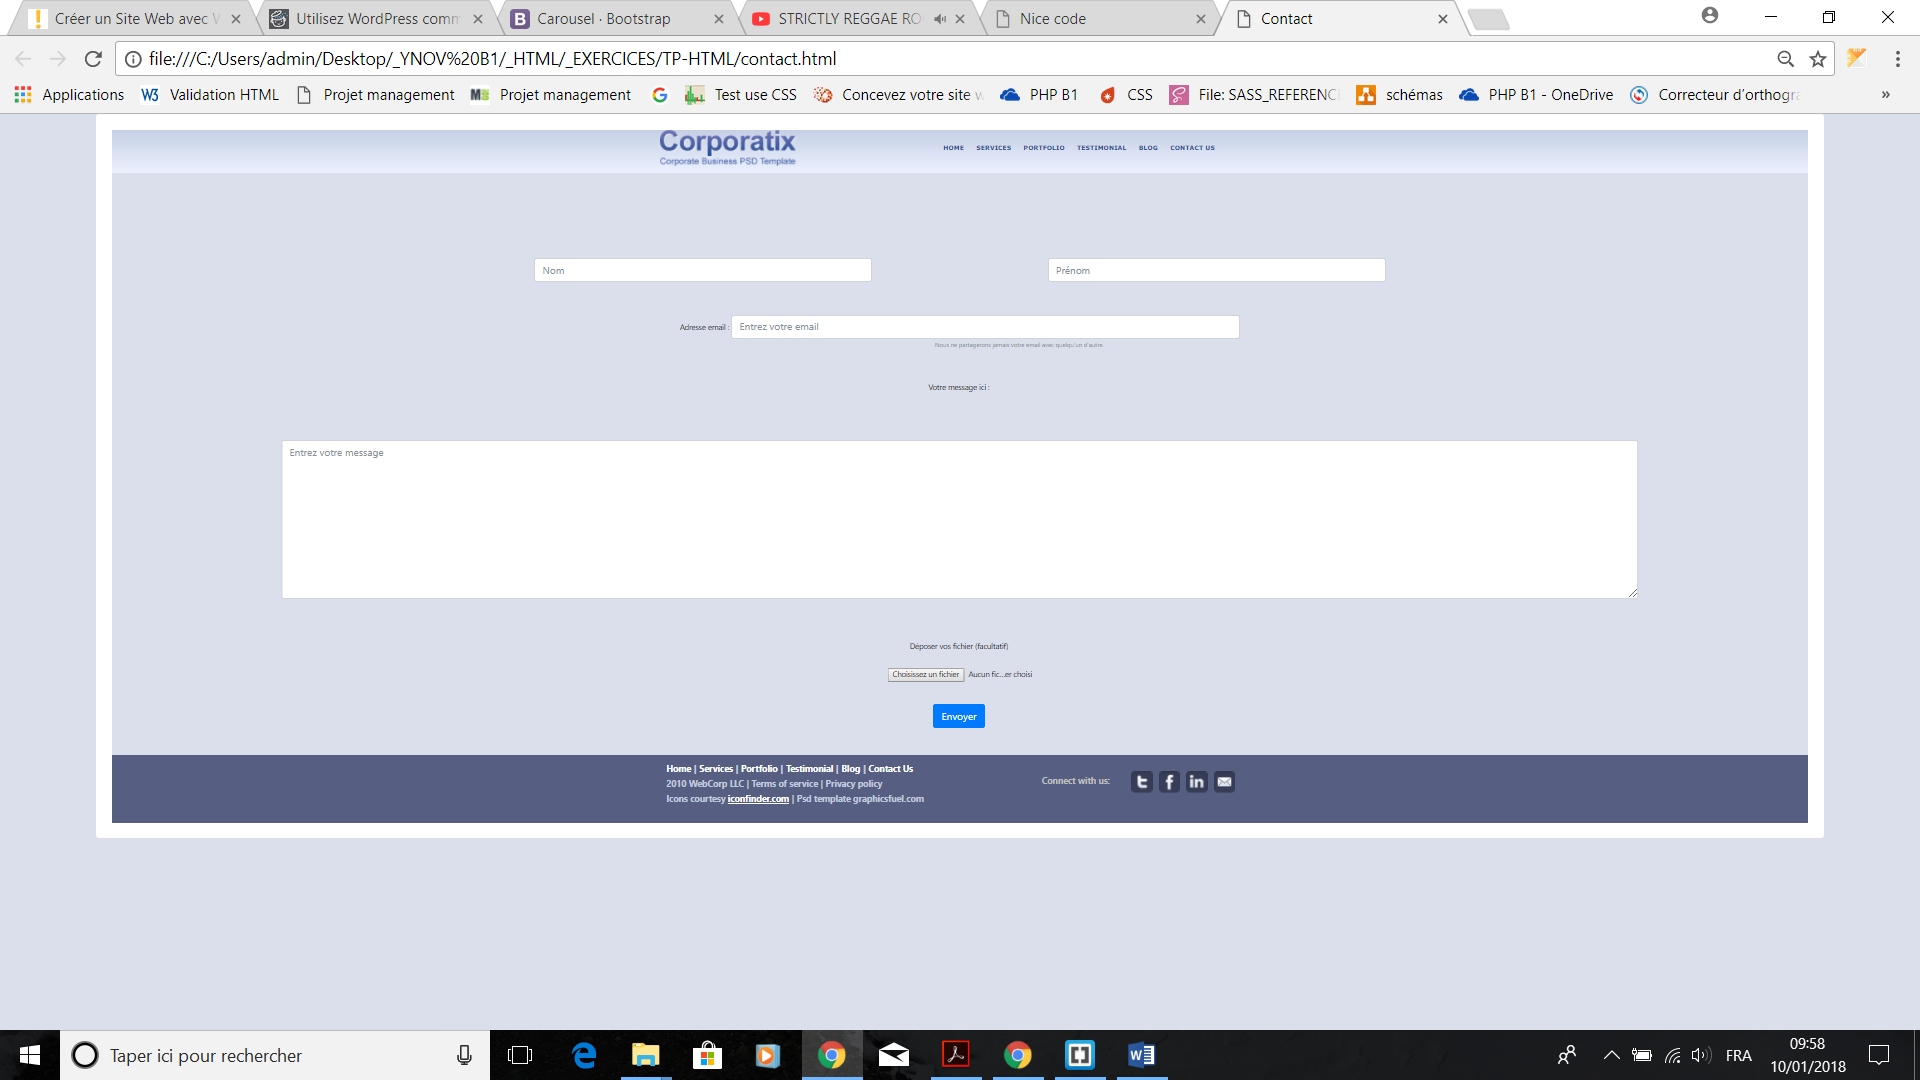 Créer un Site Web avec W
Utilisez WordPress comm
Carousel · Bootstrap
STRICTLY REGGAE RO
Nice code
Contact
file:///C:/Users/admin/Desktop/_YNOV%20B1/_HTML/_EXERCICES/TP-HTML/contact.html
Applications
Validation HTML
Projet management
Projet management
Test use CSS
Concevez votre site w
PHP B1
CSS
File: SASS_REFERENC
schémas
PHP B1 - OneDrive
Correcteur d'orthogra
»
Corporatix
Corporate Business PSD Template
HOME SERVICES PORTFOLIO TESTIMONIAL BLOG CONTACT US
Nom
Prénom
Adresse email :
Entrez votre email
Nous ne partagerons jamais votre email avec quelqu'un d'autre.
Votre message ici :
Entrez votre message
Déposer vos fichier (facultatif)
Choisissez un fichier
Aucun fic...er choisi
Envoyer
Home | Services | Portfolio | Testimonial | Blog | Contact Us
2010 WebCorp LLC | Terms of service | Privacy policy
Icons courtesy iconfinder.com | Psd template graphicsfuel.com
Connect with us:
Taper ici pour rechercher
FRA
09:58
10/01/2018